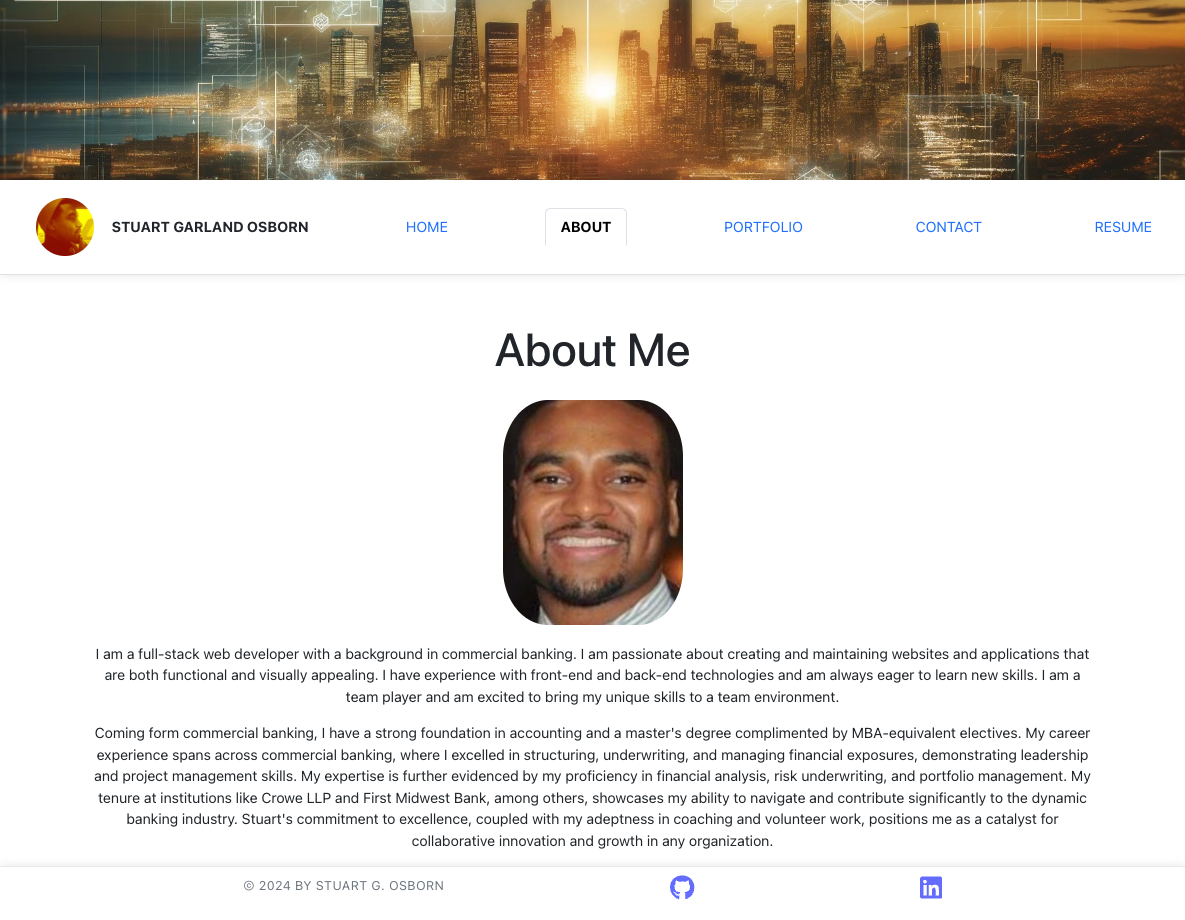 STUART GARLAND OSBORN
HOME
ABOUT
PORTFOLIO
CONTACT
RESUME
About Me
I am a full-stack web developer with a background in commercial banking. I am passionate about creating and maintaining websites and applications that
are both functional and visually appealing. I have experience with front-end and back-end technologies and am always eager to learn new skills. I am a
team player and am excited to bring my unique skills to a team environment.
Coming form commercial banking, I have a strong foundation in accounting and a master's degree complimented by MBA-equivalent electives. My career
experience spans across commercial banking, where I excelled in structuring, underwriting, and managing financial exposures, demonstrating leadership
and project management skills. My expertise is further evidenced by my proficiency in financial analysis, risk underwriting, and portfolio management. My
tenure at institutions like Crowe LLP and First Midwest Bank, among others, showcases my ability to navigate and contribute significantly to the dynamic
banking industry. Stuart's commitment to excellence, coupled with my adeptness in coaching and volunteer work, positions me as a catalyst for
collaborative innovation and growth in any organization.
© 2024 BY STUART G. OSBORN
in